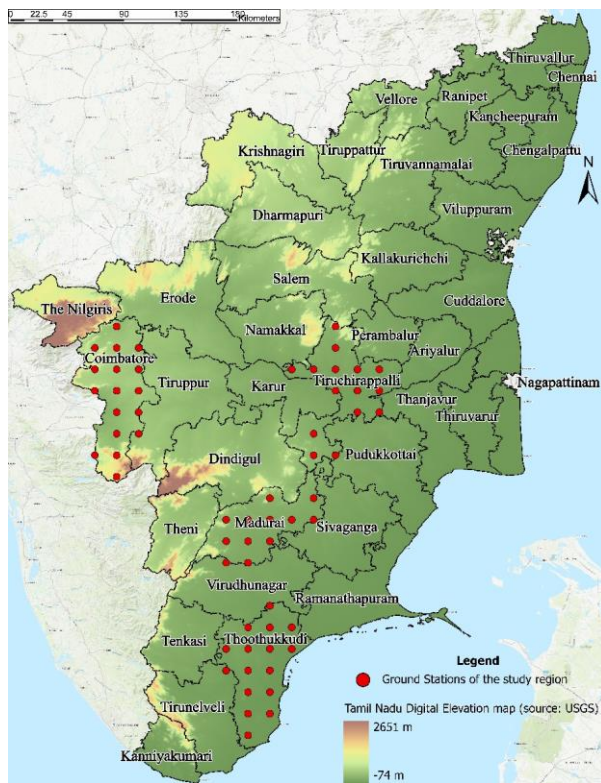 0 22.5 45 90 135 180
Kilometers
Thiruvallur
Chennai
Vellore
Ranipet
Kancheepuram
Krishnagiri
Tiruppattur
Chengalpattu
Tiruvannamalai
N
Dharmapuri
Viluppuram
Kallakurichchi
Salem
Erode
The Nilgiris
Cuddalore
Namakkal
Perambalur
Coimbatore
Ariyalur
Tiruppur
Karur
Tiruchirappalli
Nagapattinam
Thanjavur
Thiruvarur
Dindigul
Pudukkottai
Theni
Madurai
Sivaganga
Virudhunagar
Ramanathapuram
Tenkasi
Thoothukkudi
Legend
Ground Stations of the study region
Tirunelveli
Tamil Nadu Digital Elevation map (source: USGS)
2651 m
Kanniyakumari
-74 m